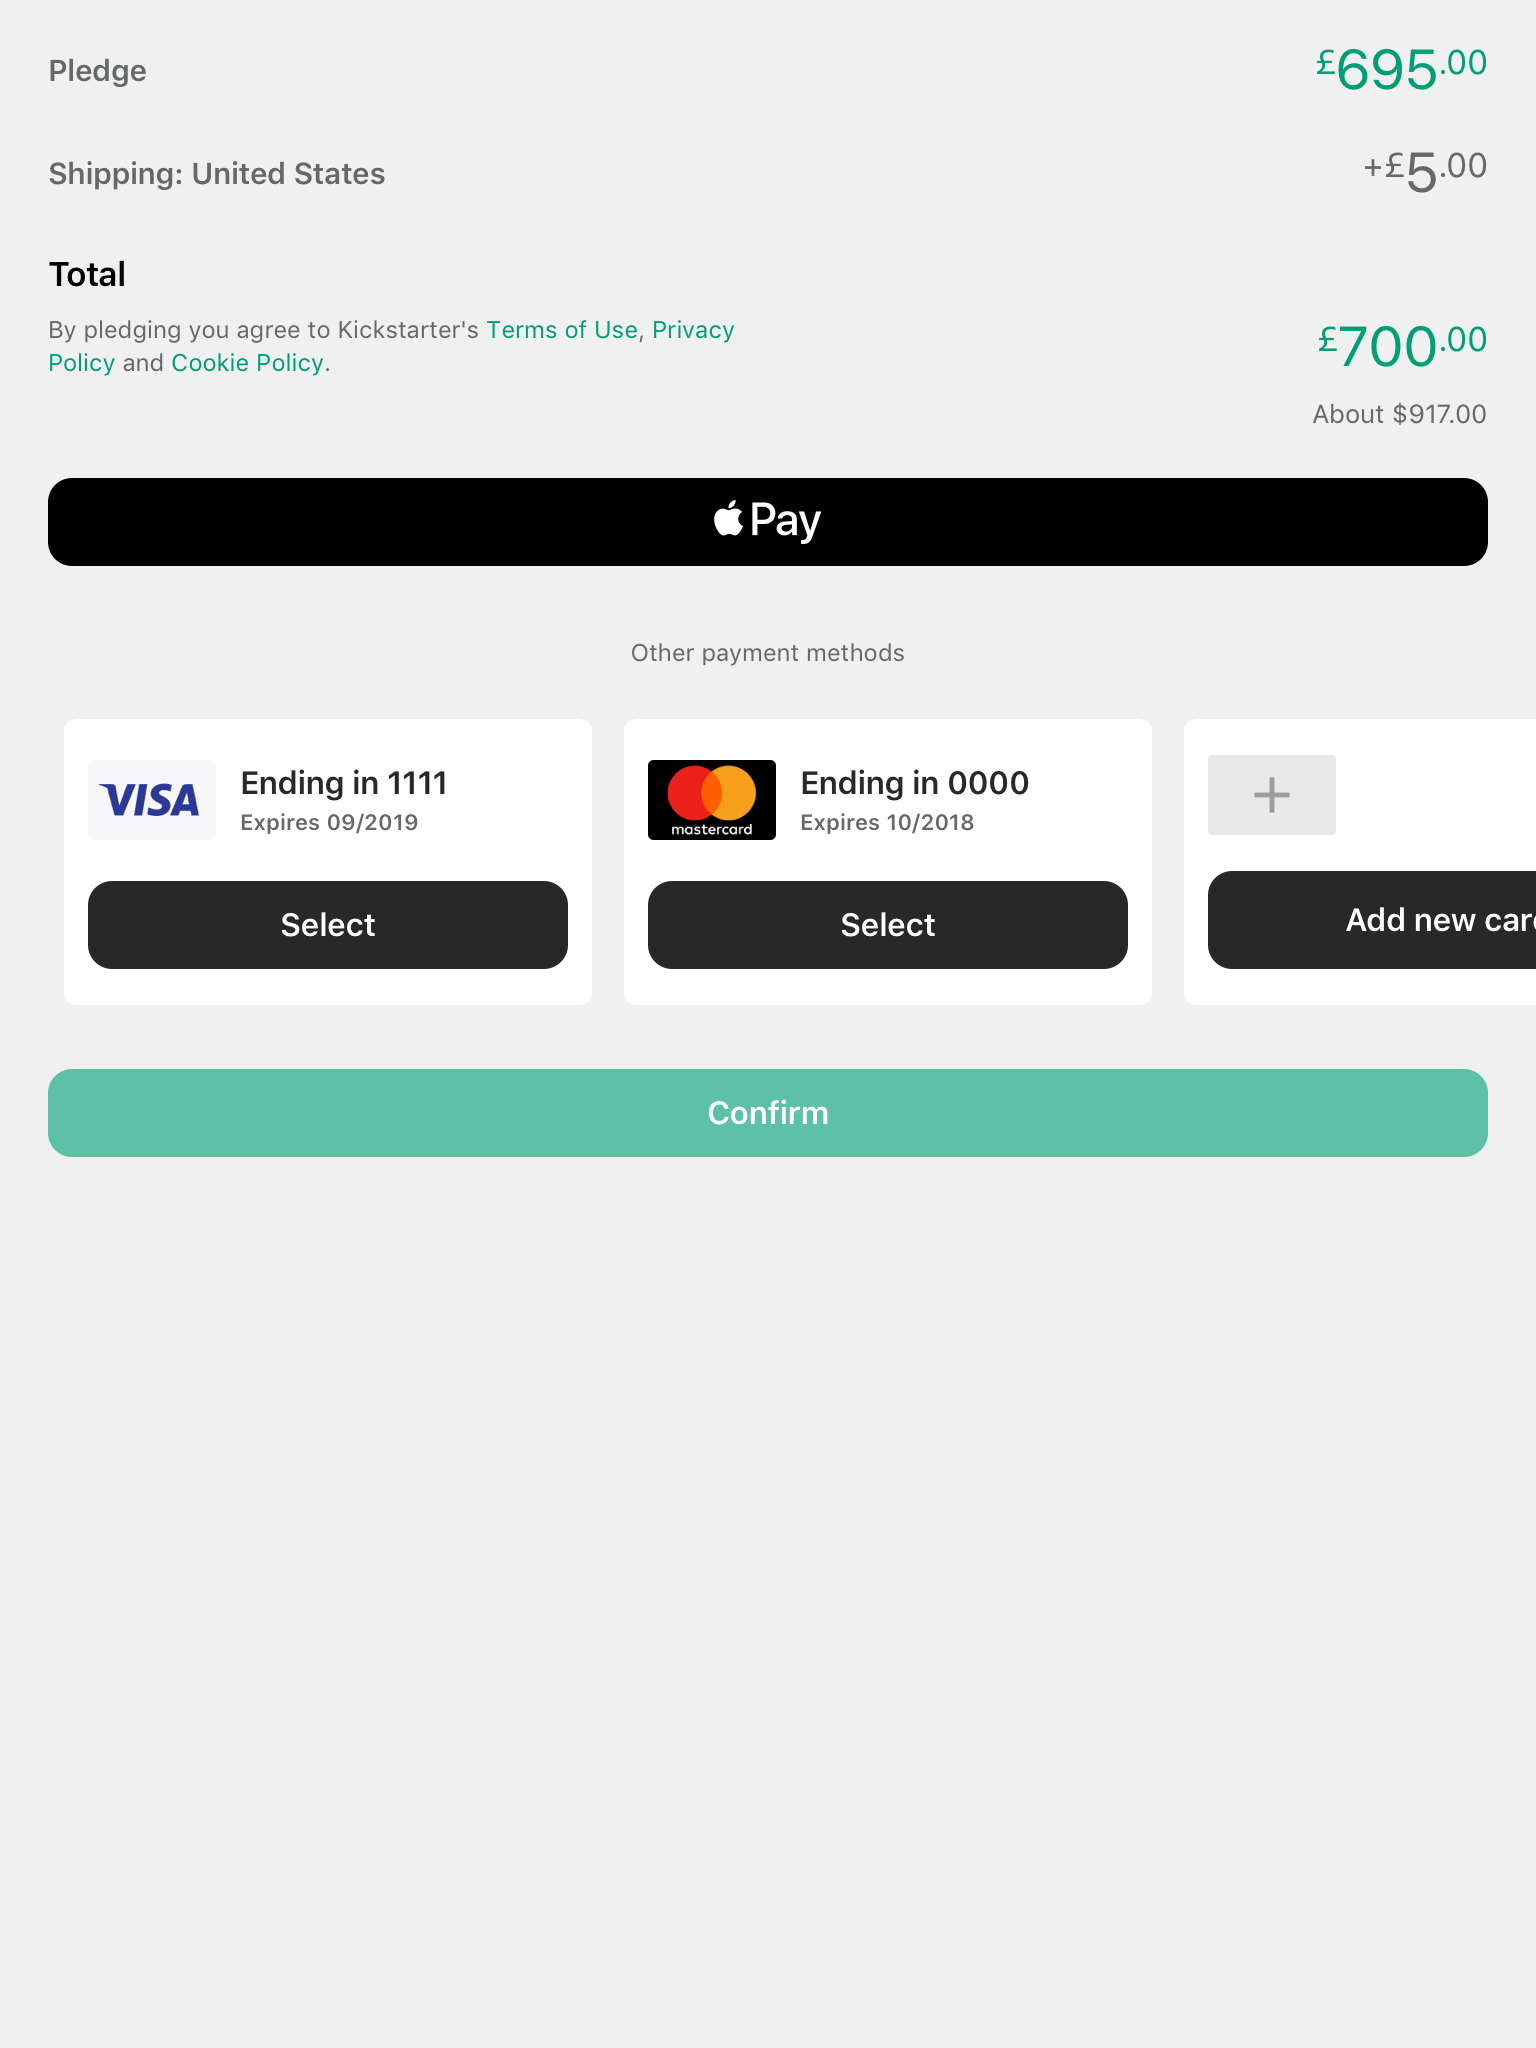 Pledge
£695.00
Shipping: United States
+£5.00
Total
By pledging you agree to Kickstarter's Terms of Use, Privacy
Policy and Cookie Policy.
£700.00
About $917.00
Pay
Other payment methods
VISA
Ending in 1111
Expires 09/2019
Select
mastercard
Ending in 0000
Expires 10/2018
Select
Add new car
Confirm